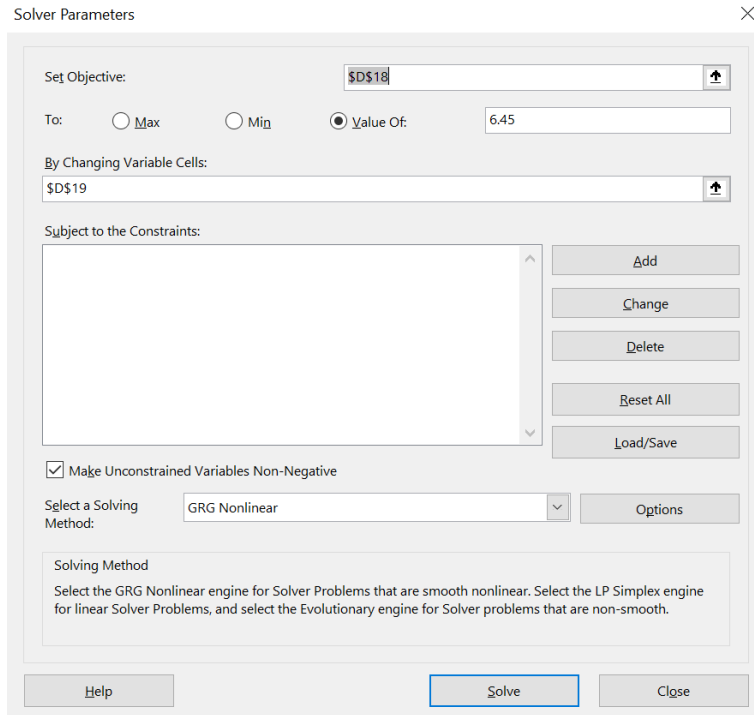 Solver Parameters
Set Objective:
$D$18
To:
Max
Min
Value Of:
6.45
By Changing Variable Cells:
$D$19
Subject to the Constraints:
Add
Change
Delete
Reset All
Load/Save
Make Unconstrained Variables Non-Negative
Select a Solving
Method:
GRG Nonlinear
Options
Solving Method
Select the GRG Nonlinear engine for Solver Problems that are smooth nonlinear. Select the LP Simplex engine
for linear Solver Problems, and select the Evolutionary engine for Solver problems that are non-smooth.
Help
Solve
Close